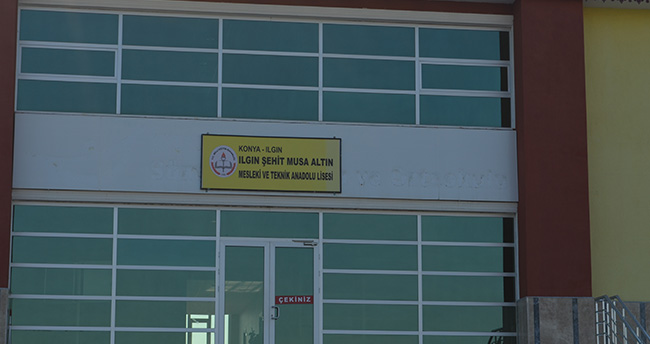 KONYA - ILGIN
ILGIN ŞEHİT MUSA ALTIN
MESLEKİ VE TEKNİK ANADOLU LİSESİ
ÇEKİNİZ